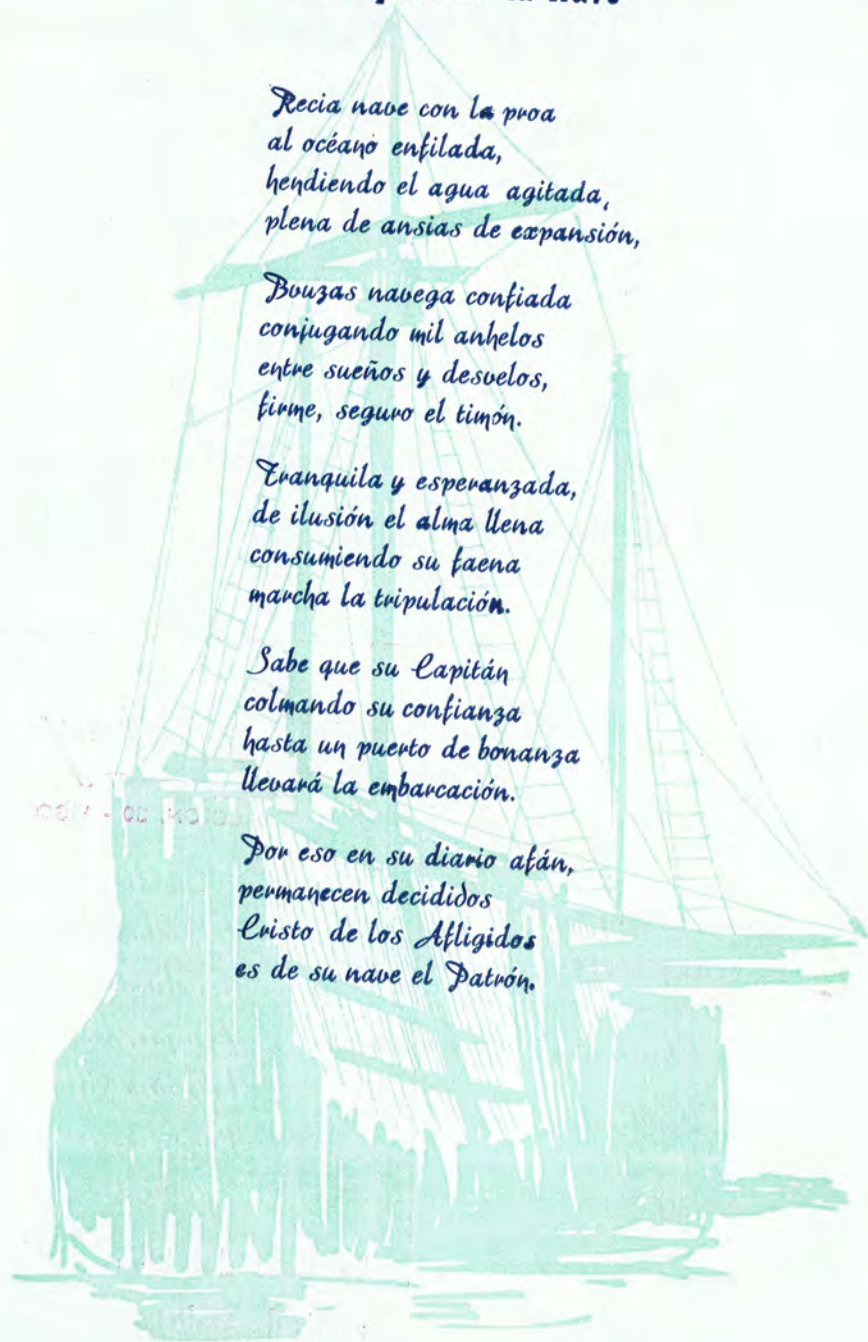 Recia nave con la proa
al océano enfilada,
hendiendo el agua agitada,
plena de ansias de expansión,
Bouzas navega confiada
conjugando mil anhelos
entre sueños y desvelos,
firme, seguro el timón.
Tranquila y esperanzada,
de ilusión el alma llena
consumiendo su faena
marcha la tripulación.
Sabe que su Capitán
colmando su confianza
hasta un puerto de bonanza
llevará la embarcación.
Por eso en su diario afán,
permanecen decididos
Cristo de los Afligidos
es de su nave el Patrón.